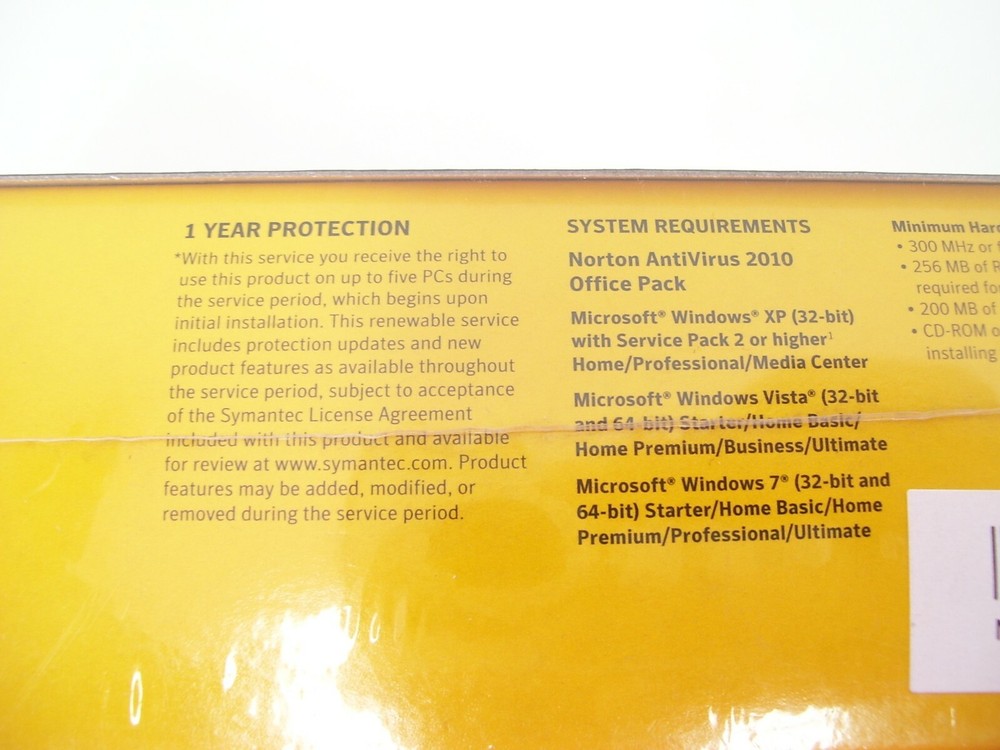 1 YEAR PROTECTION
*With this service you receive the right to
use this product on up to five PCs during
the service period, which begins upon
initial installation. This renewable service
includes protection updates and new
product features as available throughout
the service period, subject to acceptance
of the Symantec License Agreement
included with this product and available
for review at www.symantec.com. Product
features may be added, modified, or
removed during the service period.
SYSTEM REQUIREMENTS
Norton AntiVirus 2010
Office Pack
Microsoft® Windows® XP (32-bit)
with Service Pack 2 or higher¹
Home/Professional/Media Center
Microsoft® Windows Vista® (32-bit
and 64-bit) Starter/Home Basic/
Home Premium/Business/Ultimate
Microsoft® Windows 7® (32-bit and
64-bit) Starter/Home Basic/Home
Premium/Professional/Ultimate
Minimum
• 300 MHz or
• 256 MB of
required
• 200 MB of
• CD-ROM
installing